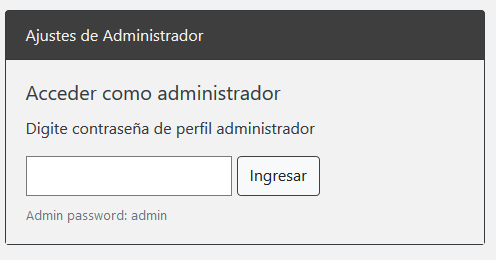 Ajustes de Administrador
Acceder como administrador
Digite contraseña de perfil administrador
Ingresar
Admin password: admin